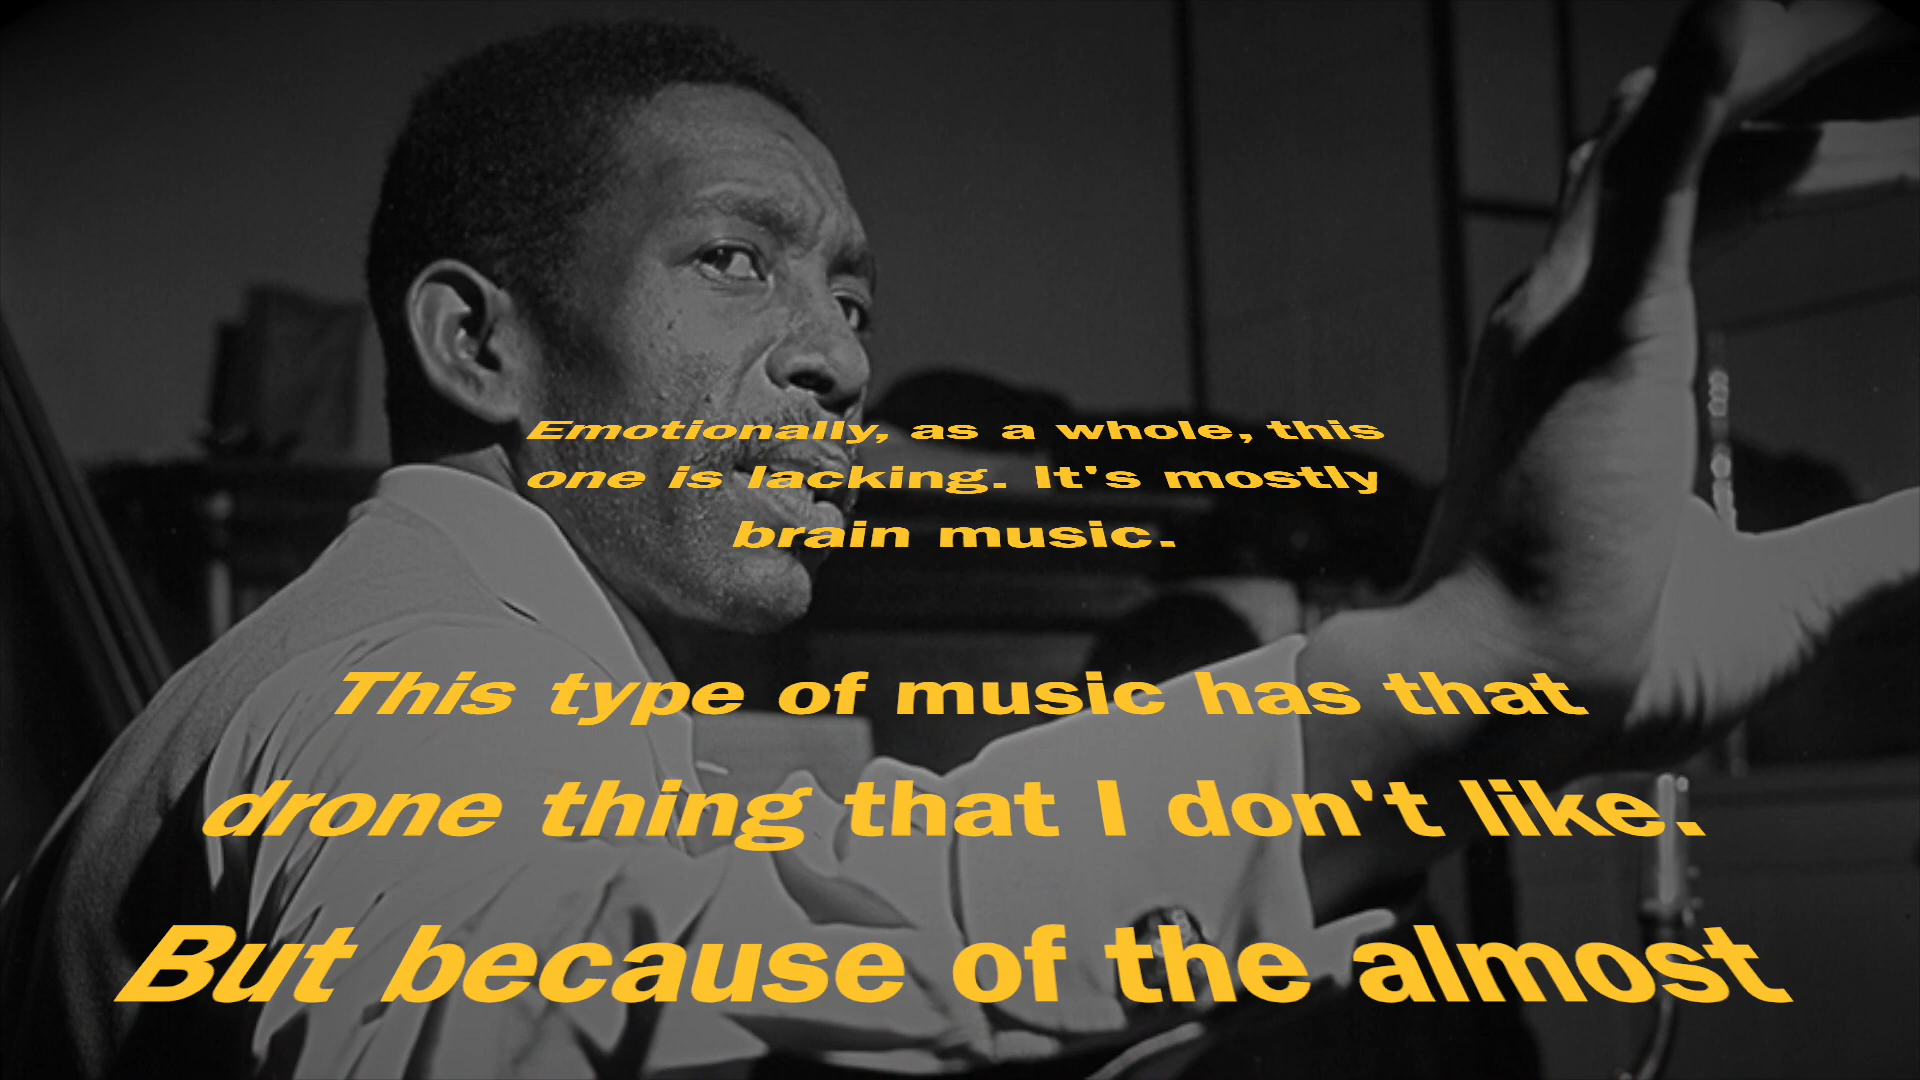 Emotionally, as a whole, this
one is lacking. It's mostly
brain music.
This type of music has that
drone thing that I don't like.
But because of the almost